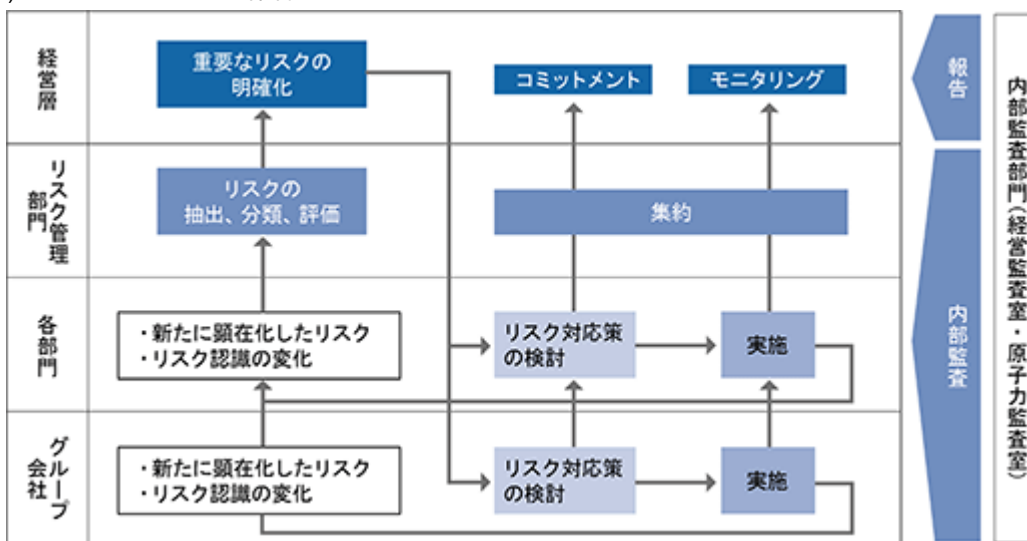 経営層
重要なリスクの
明確化
コミットメント
モニタリング
報告
リスク管理
部門
リスクの
抽出、分類、評価
集約
各部門
・新たに顕在化したリスク
・リスク認識の変化
リスク対応策
の検討
実施
内部監査
グループ
会社
・新たに顕在化したリスク
・リスク認識の変化
リスク対応策
の検討
実施
内部監査部門(経営監査室・原子力監査室)